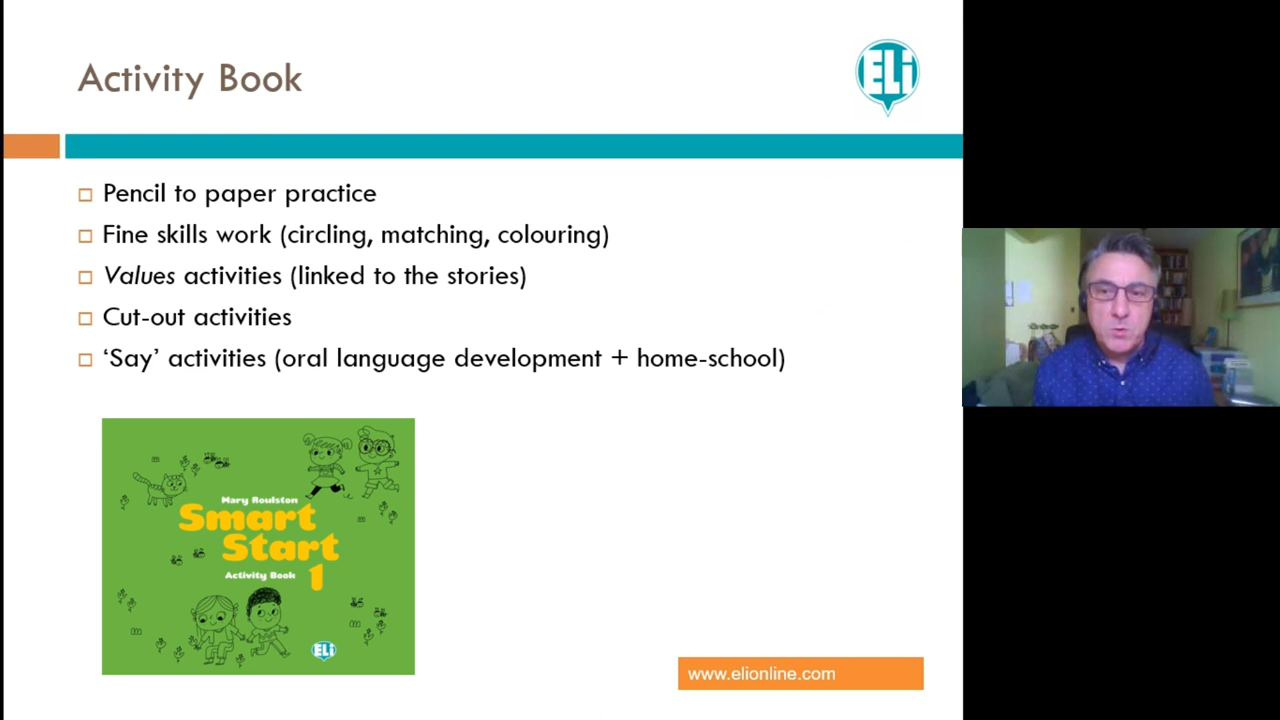 Activity Book
ELi
Pencil to paper practice
Fine skills work (circling, matching, colouring)
Values activities (linked to the stories)
Cut-out activities
‘Say’ activities (oral language development + home-school)
Mary Roulston
Smart
Start
1
Activity Book
ELi
www.elionline.com